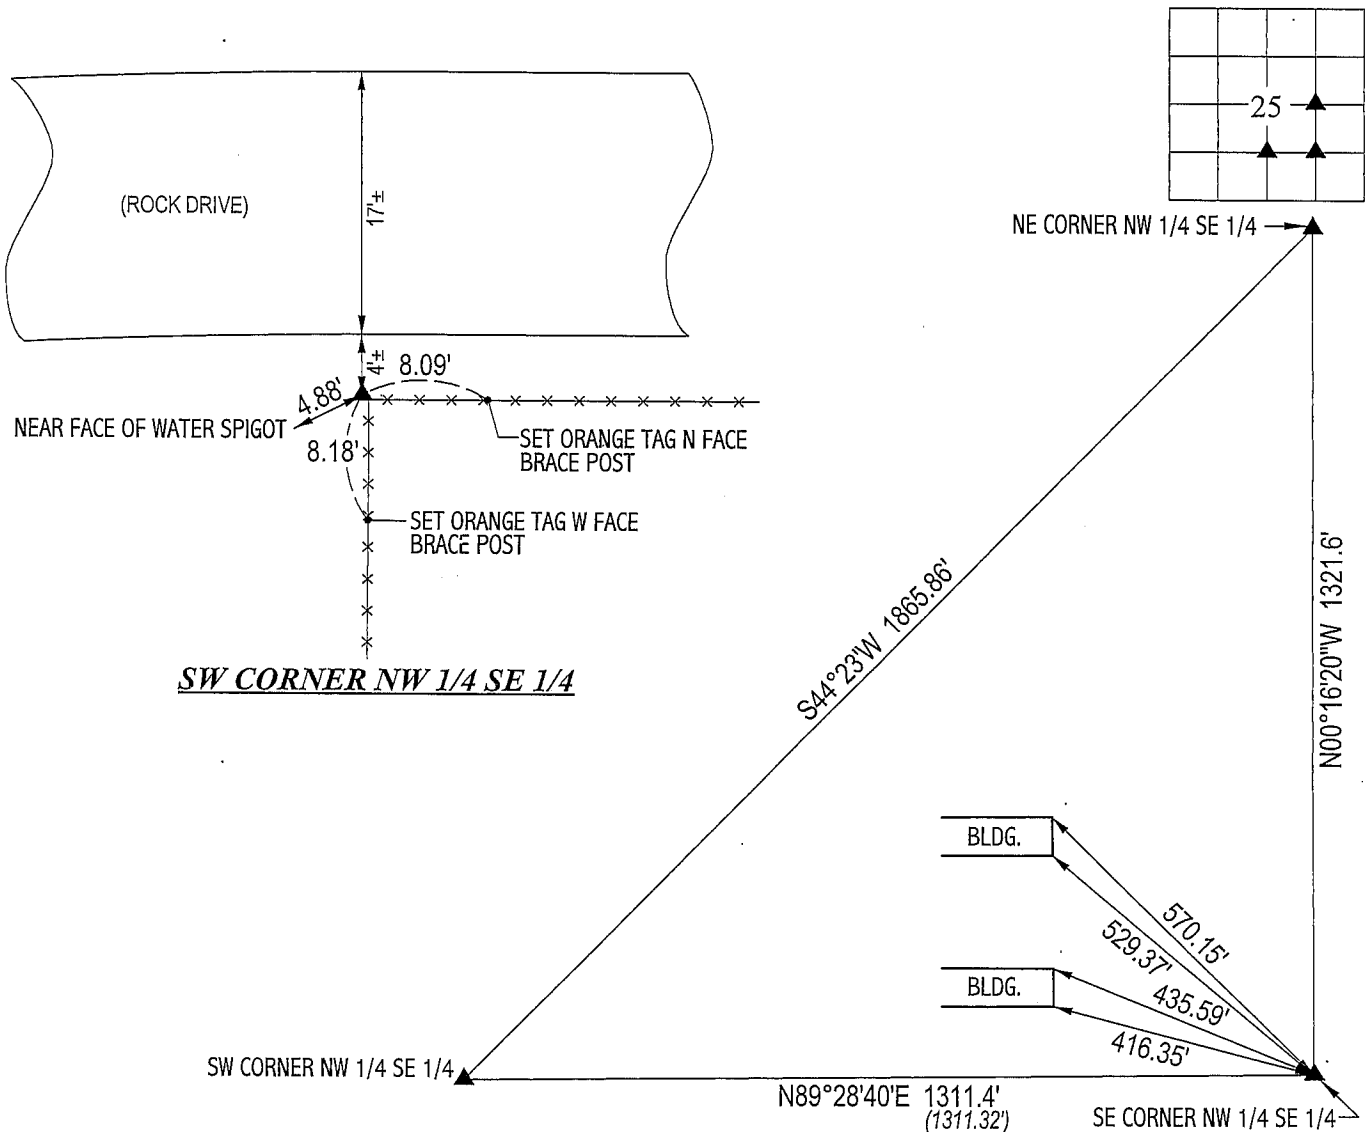 25
NE CORNER NW 1/4 SE 1/4
(ROCK DRIVE)
17'±
4'±
8.09'
4.88'
NEAR FACE OF WATER SPIGOT
8.18'
SET ORANGE TAG N FACE
BRACE POST
SET ORANGE TAG W FACE
BRACE POST
SW CORNER NW 1/4 SE 1/4
S44°23'W 1865.86'
N00°16'20"W 1321.6'
BLDG.
570.15'
529.37'
BLDG.
435.59'
416.35'
SW CORNER NW 1/4 SE 1/4
N89°28'40'E 1311.4'
(1311.32')
SE CORNER NW 1/4 SE 1/4